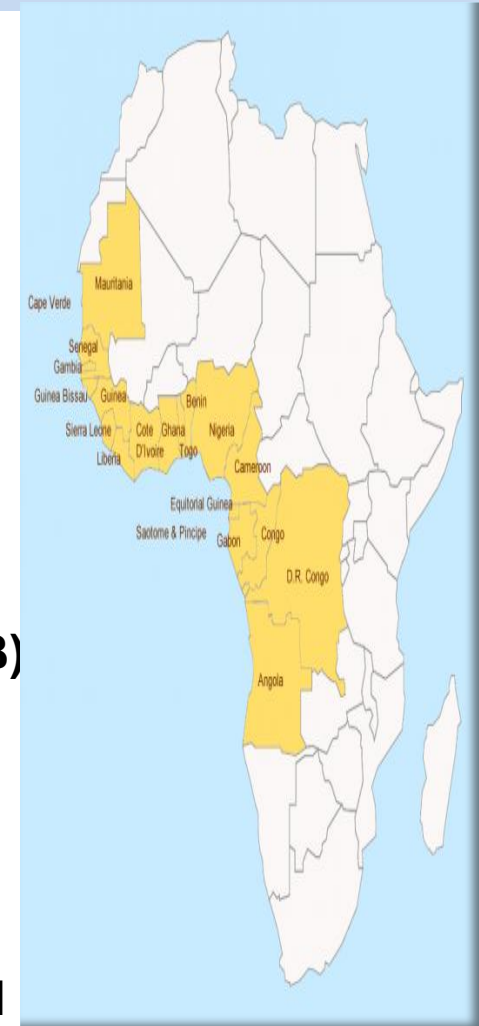 Mauritania
Cape Verde
Senegal
Gambia
Guinea Bissau
Guinea
Benin
Sierra Leone
Cote
D'Ivoire
Ghana
Nigeria
Togo
Liberia
Cameroon
Equitorial Guinea
Saotome & Pincipe
Gabon
Congo
D.R. Congo
3)
Angola